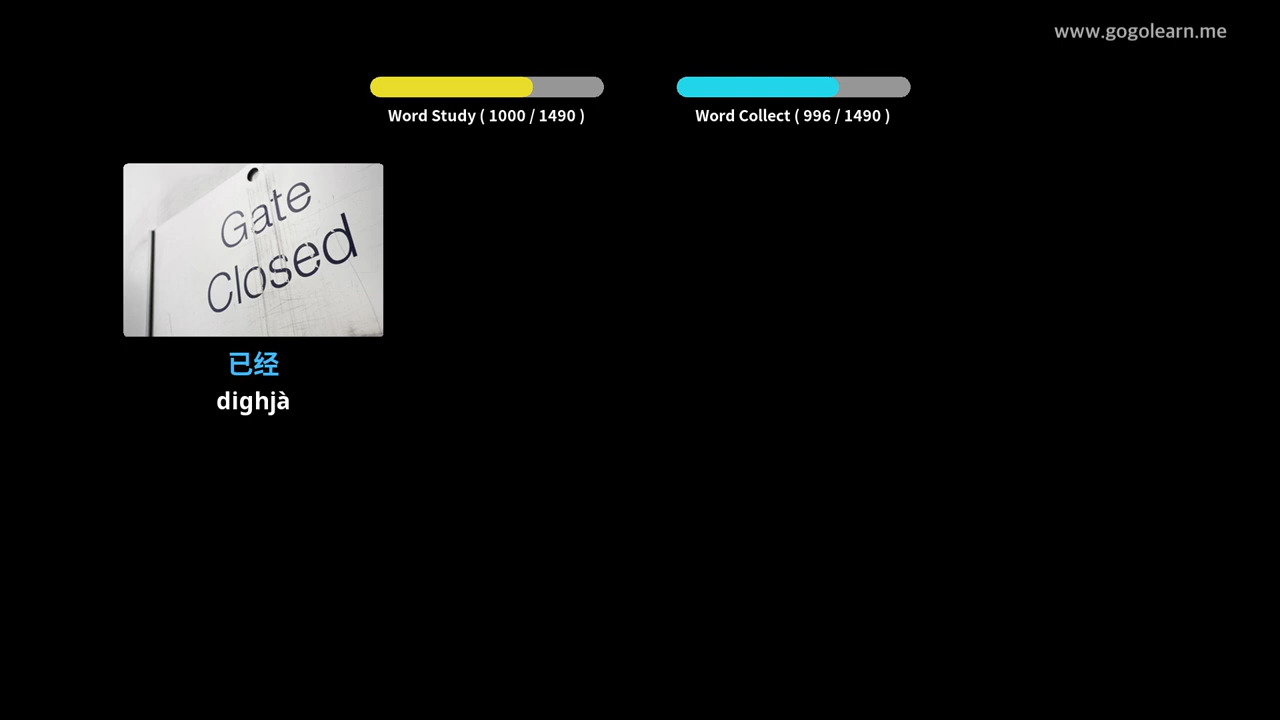 www.gogolearn.me
Word Study ( 1000 / 1490 )
Word Collect ( 996 / 1490 )
Gate
Closed
已经
dighjà